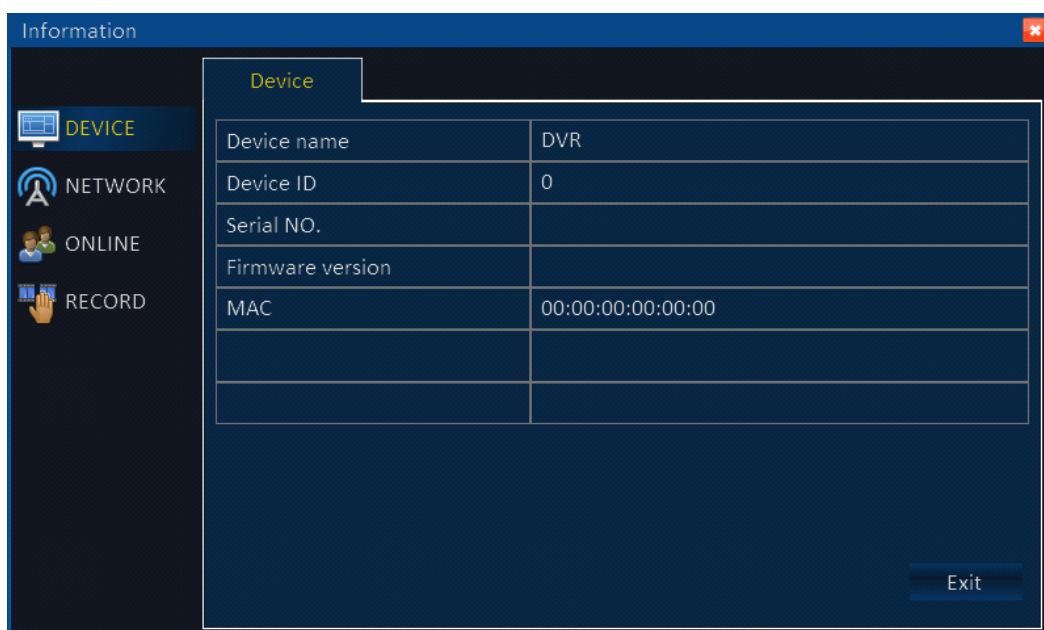 Information
Device
DEVICE
NETWORK
ONLINE
RECORD
Device name DVR
Device ID 0
Serial NO.
Firmware version
MAC 00:00:00:00:00:00
Exit